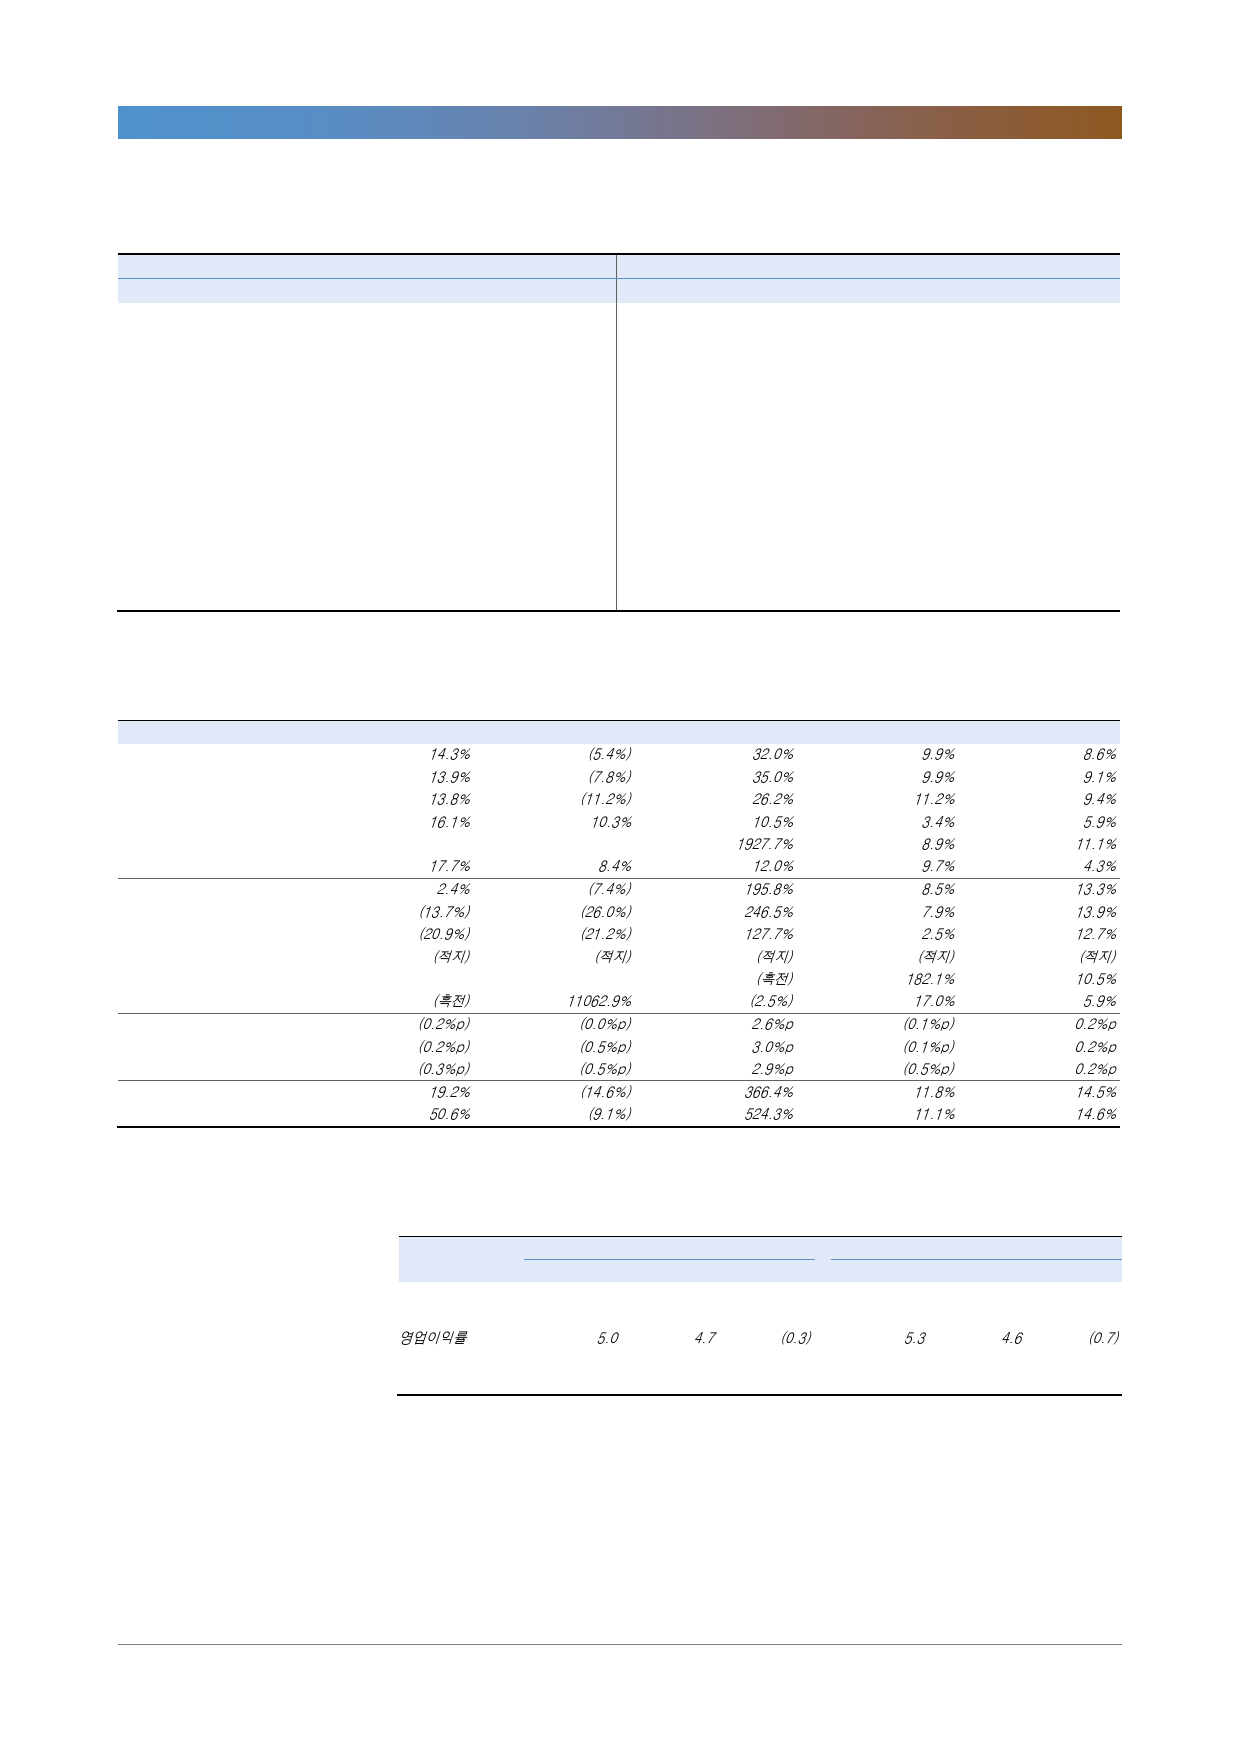 14.3% (5.4%) 32.0% 9.9% 8.6%
13.9% (7.8%) 35.0% 9.9% 9.1%
13.8% (11.2%) 26.2% 11.2% 9.4%
16.1% 10.3% 10.5% 3.4% 5.9%
1927.7% 8.9% 11.1%
17.7% 8.4% 12.0% 9.7% 4.3%
2.4% (7.4%) 195.8% 8.5% 13.3%
(13.7%) (26.0%) 246.5% 7.9% 13.9%
(20.9%) (21.2%) 127.7% 2.5% 12.7%
(적지) (적지) (적지) (적지) (적지)
(흑전) 182.1% 10.5%
(흑전) 11062.9% (2.5%) 17.0% 5.9%
(0.2%p) (0.0%p) 2.6%p (0.1%p) 0.2%p
(0.2%p) (0.5%p) 3.0%p (0.1%p) 0.2%p
(0.3%p) (0.5%p) 2.9%p (0.5%p) 0.2%p
19.2% (14.6%) 366.4% 11.8% 14.5%
50.6% (9.1%) 524.3% 11.1% 14.6%
영업이익률 5.0 4.7 (0.3) 5.3 4.6 (0.7)